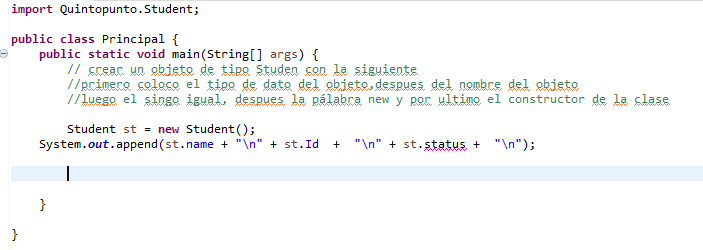 import Quintopunto.Student;
public class Principal {
public static void main(String[] args) {
// crear un objeto de tipo Studen con la siguiente
//primero coloco el tipo de dato del objeto,despues del nombre del objeto
//luego el singo igual, despues la pálabra new y por ultimo el constructor de la clase
Student st = new Student();
System.out.append(st.name + "\n" + st.Id + "\n" + st.status + "\n");
}
}